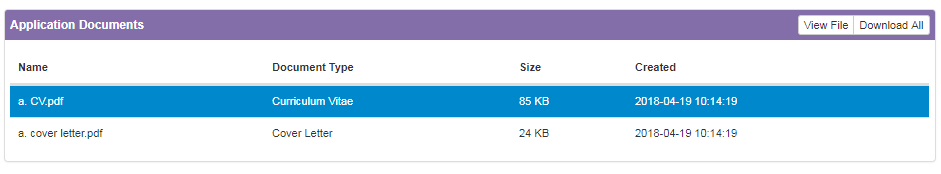 Application Documents View File Download All
Name Document Type Size Created
a. CV.pdf Curriculum Vitae 85 KB 2018-04-19 10:14:19
a. cover letter.pdf Cover Letter 24 KB 2018-04-19 10:14:19